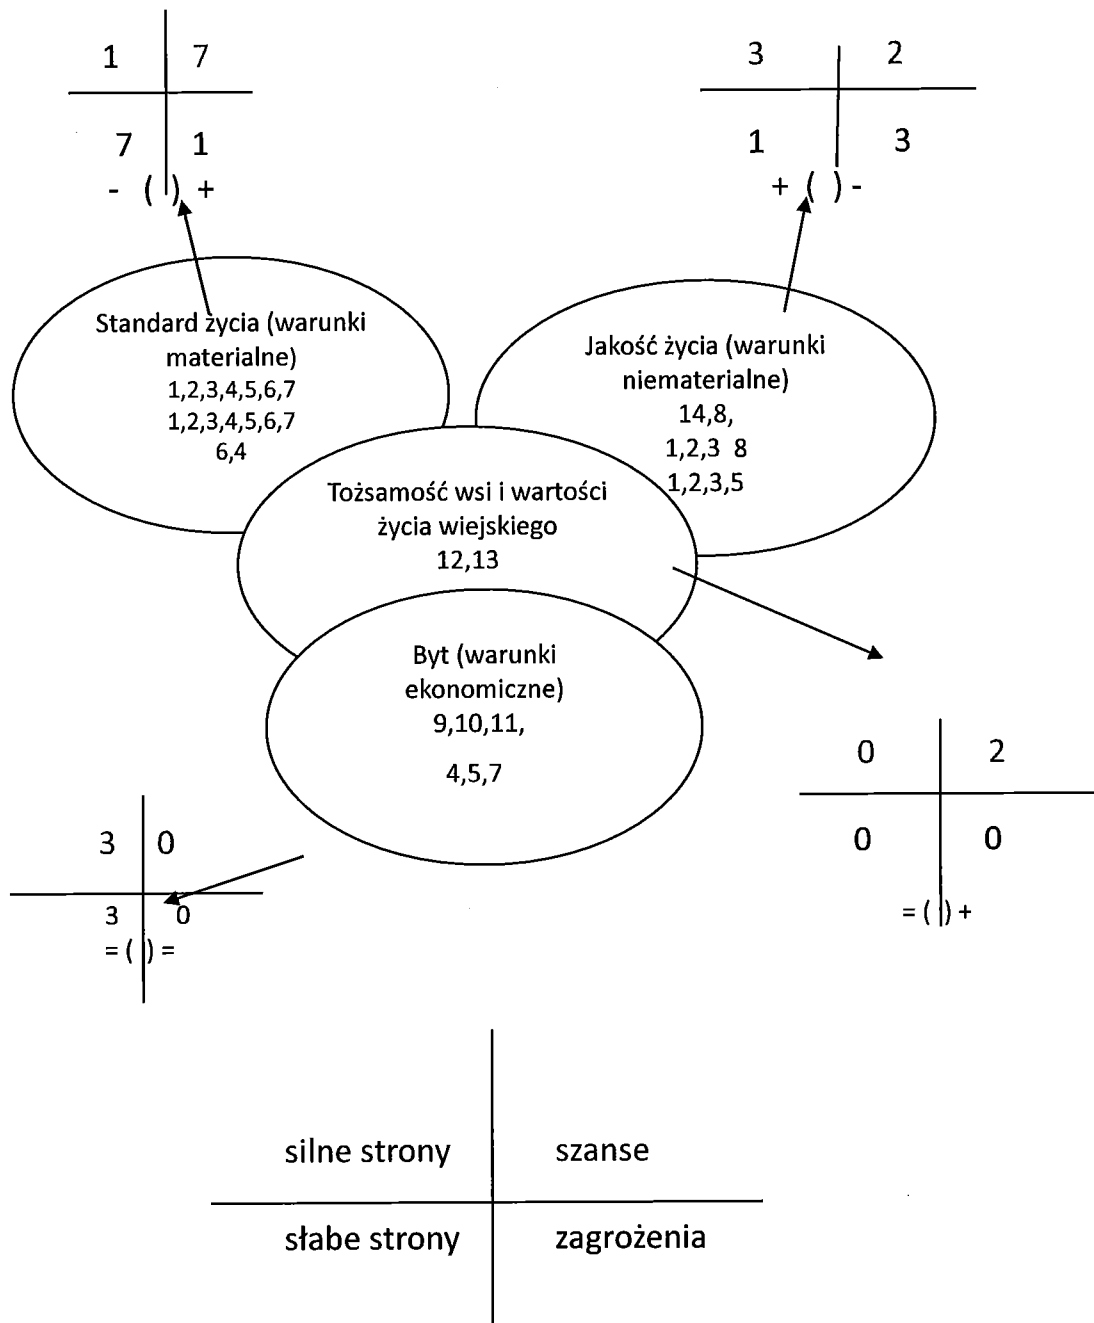 1 7
7 1
- ( ) +
3 2
1 3
+ ( ) -
Standard życia (warunki
materialne)
1,2,3,4,5,6,7
1,2,3,4,5,6,7
6,4
Jakość życia (warunki
niematerialne)
14,8,
1,2,3 8
1,2,3,5
Tożsamość wsi i wartości
życia wiejskiego
12,13
Byt (warunki
ekonomiczne)
9,10,11,
4,5,7
0 2
0 0
= ( ) +
3 0
3 0
= ( ) =
silne strony szanse
słabe strony zagrożenia